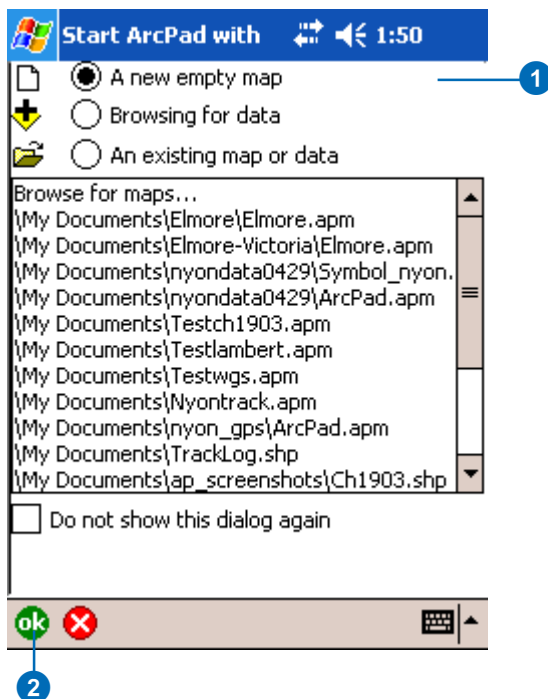 Start ArcPad with 1:50
A new empty map
1
Browsing for data
An existing map or data
Browse for maps...
\My Documents\Elmore\Elmore.apm
\My Documents\Elmore-Victoria\Elmore.apm
\My Documents\nyondata0429\Symbol_nyon.
\My Documents\nyondata0429\ArcPad.apm
\My Documents\Testch1903.apm
\My Documents\Testlambert.apm
\My Documents\Testwgs.apm
\My Documents\Nyontrack.apm
\My Documents\nyon_gps\ArcPad.apm
\My Documents\TrackLog.shp
\My Documents\ap_screenshots\Ch1903.shp
Do not show this dialog again
ok
2